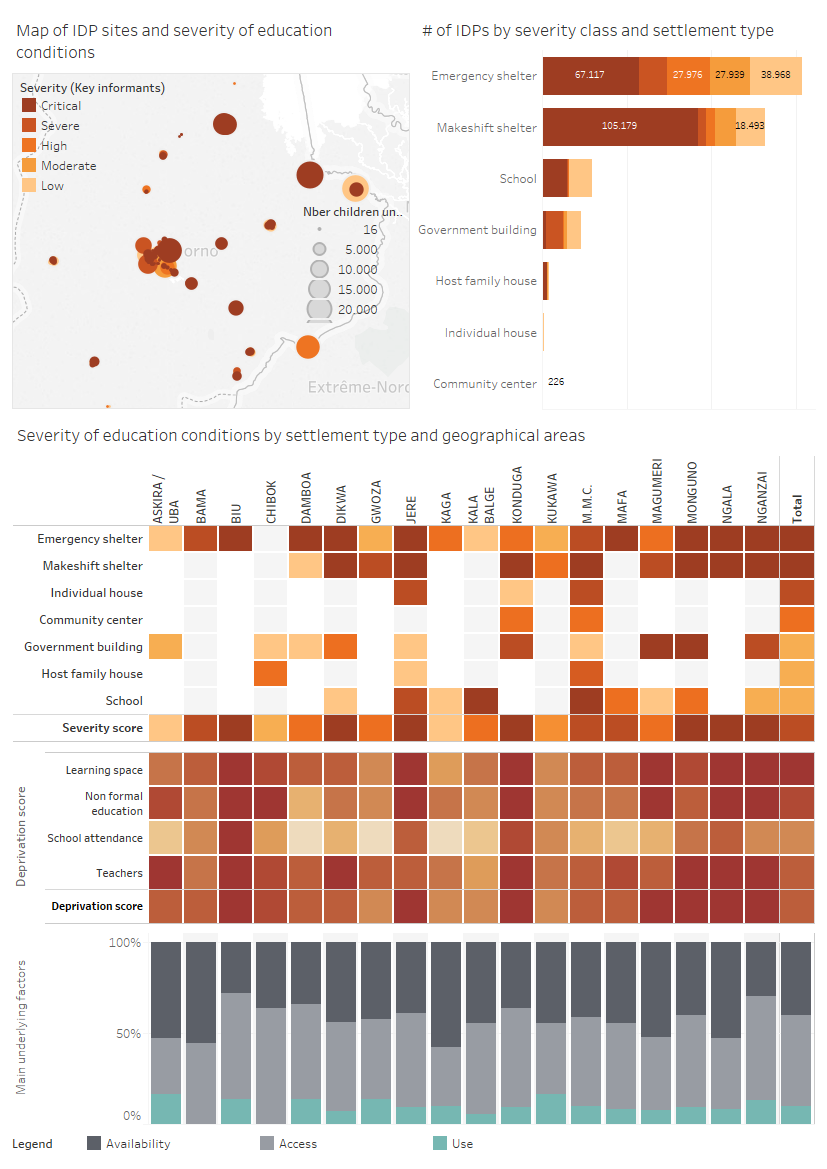 Map of IDP sites and severity of education
conditions
Severity (Key informants)
Critical
Severe
High
Moderate
Low
orno
Nber children un..
16
5.000
10.000
15.000
20.000
Extrême-Nord
# of IDPs by severity class and settlement type
Emergency shelter
67.117
27.976
27.939
38.968
Makeshift shelter
105.179
18.493
School
Government building
Host family house
Individual house
Community center
226
Severity of education conditions by settlement type and geographical areas
ASKIRA /
UBA
BAMA
BIU
CHIBOK
DAMBOA
DIKWA
GWOZA
JERE
KAGA
KALA
BALGE
KONDUGA
KUKAWA
M.M.C.
MAFA
MAGUMERI
MONGUNO
NGALA
NGANZAI
Total
Emergency shelter
Makeshift shelter
Individual house
Community center
Government building
Host family house
School
Severity score
Deprivation score
Learning space
Non formal
education
School attendance
Teachers
Deprivation score
Main underlying factors
100%
50%
0%
Legend
Availability
Access
Use